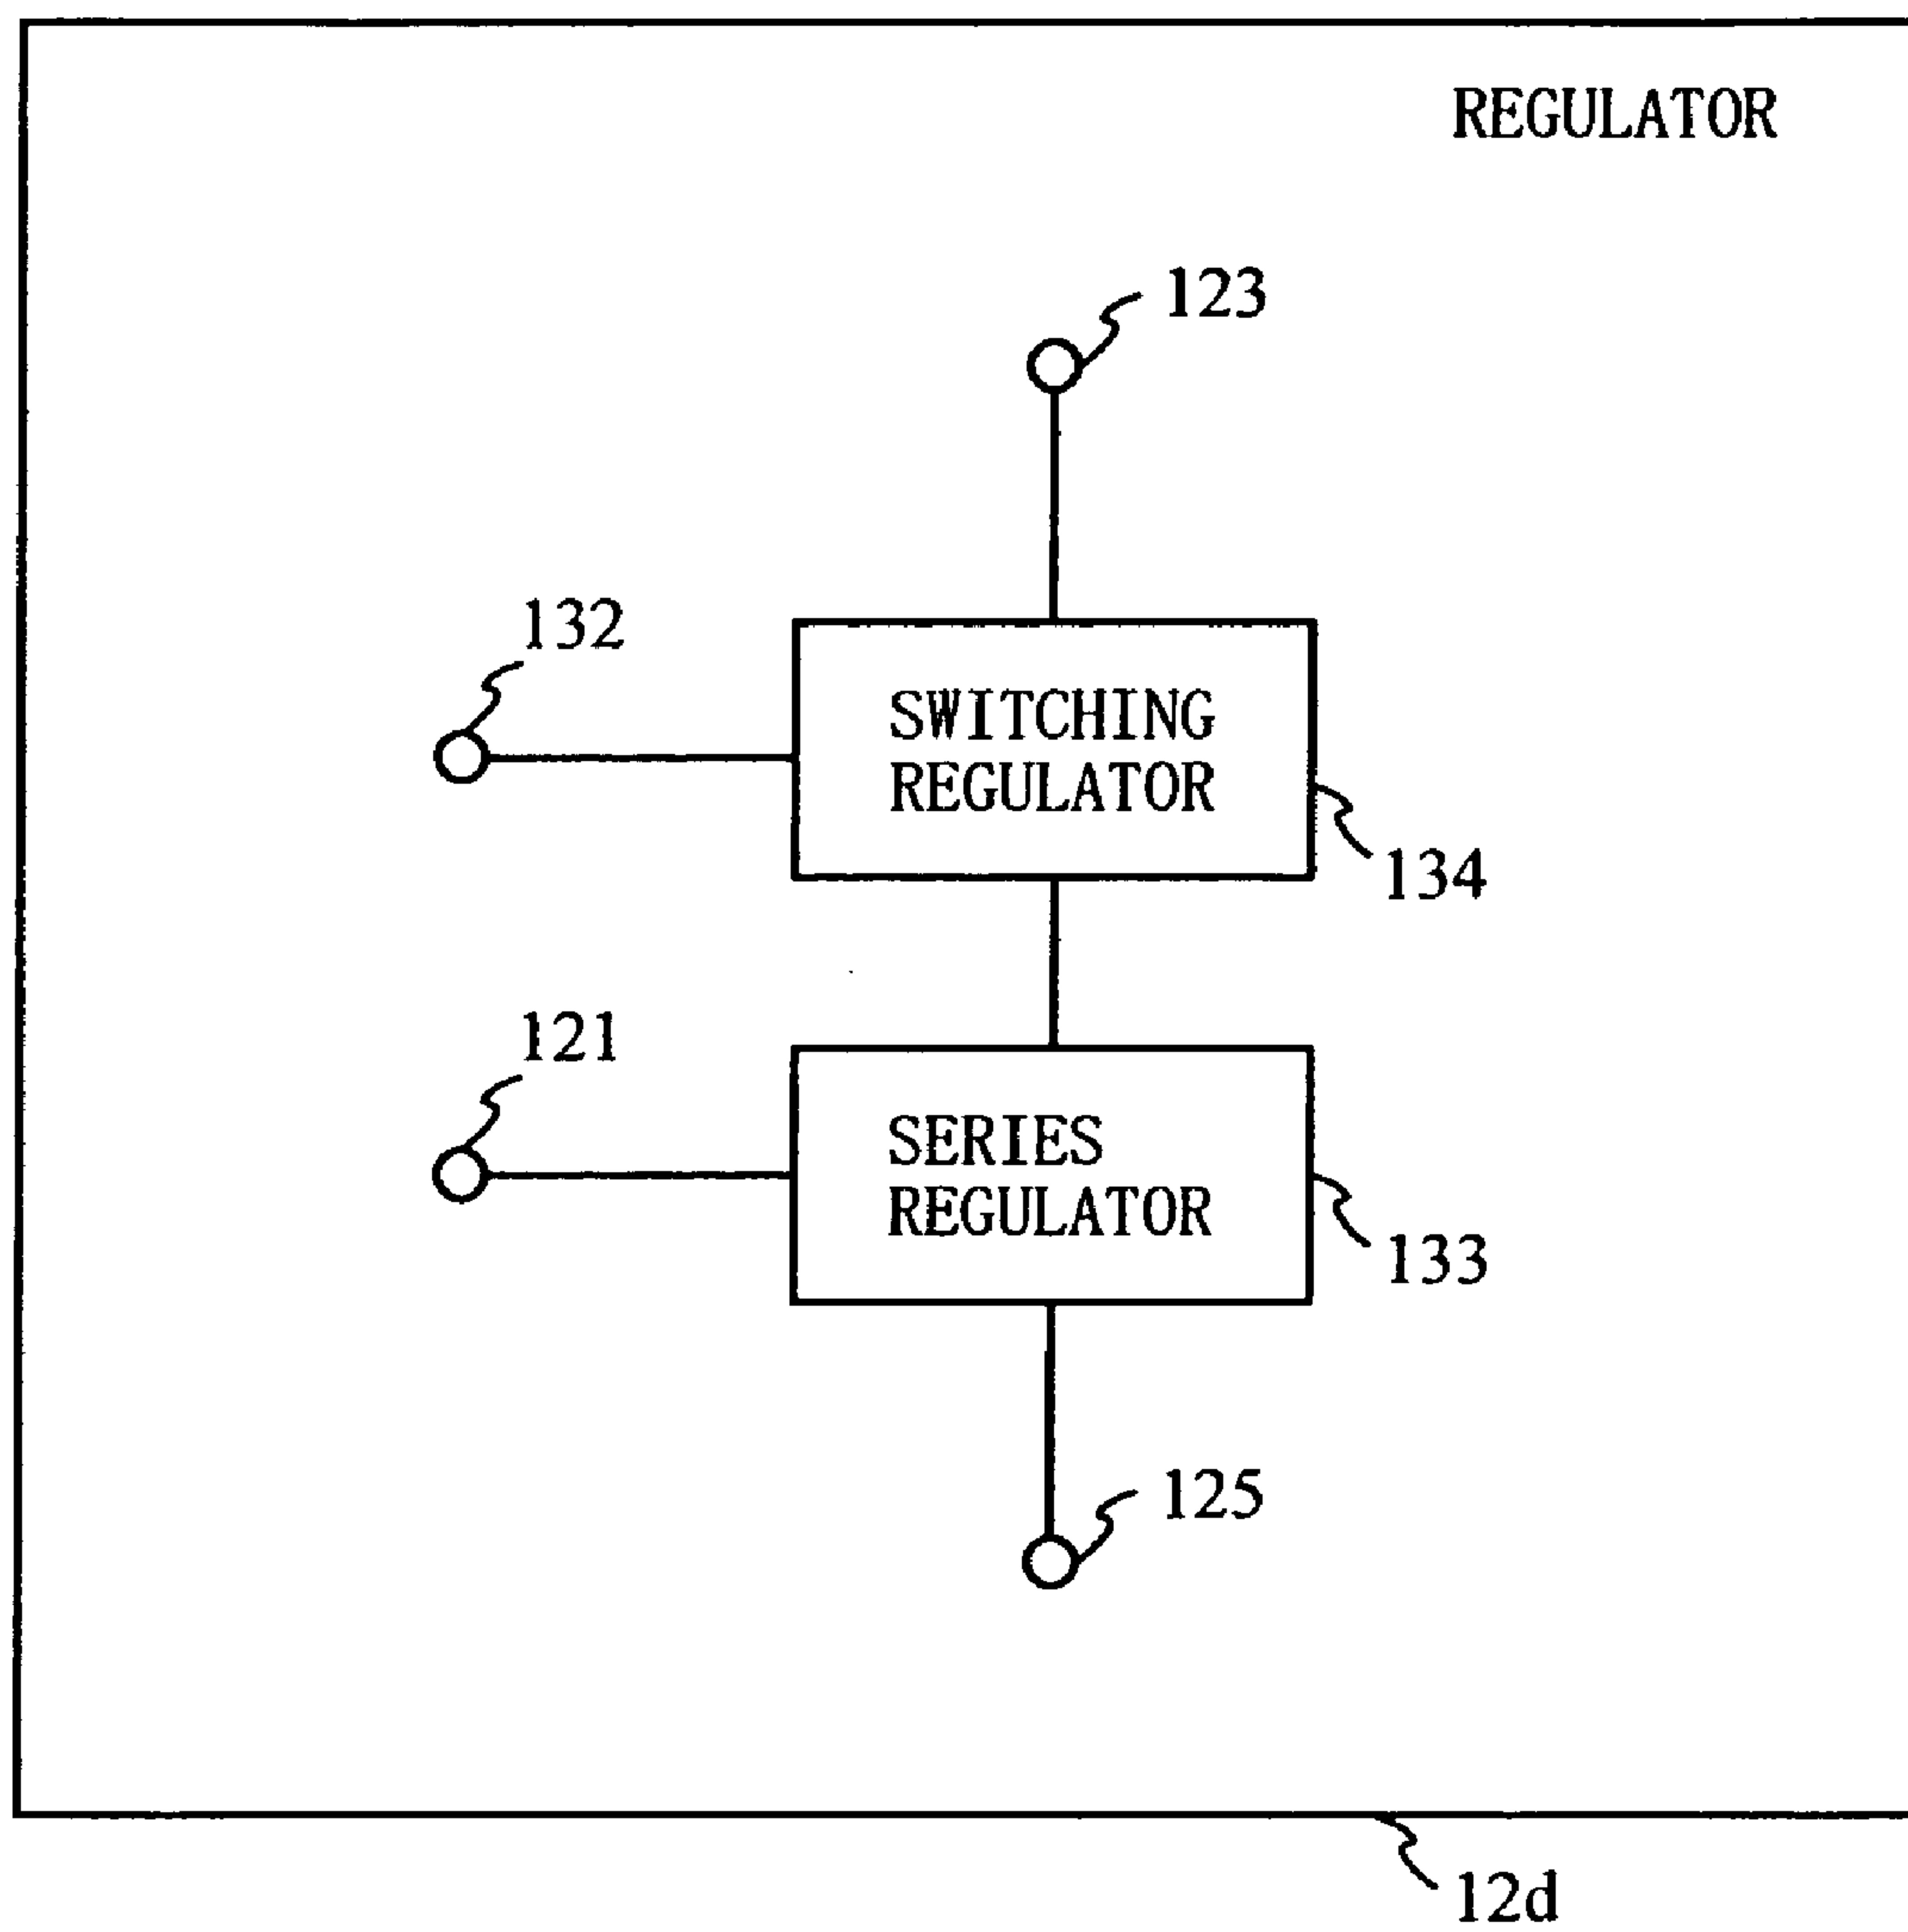 REGULATOR
123
132
SWITCHING
REGULATOR
134
121
SERIES
REGULATOR
133
125
12d